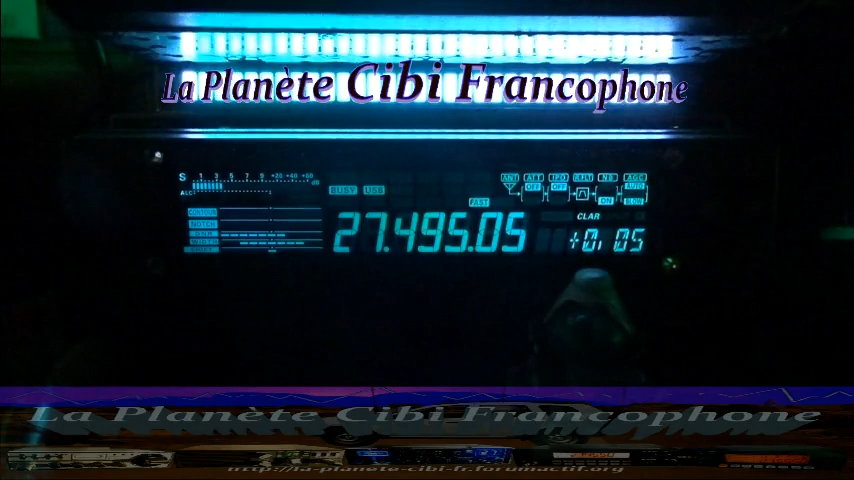 La Planète Cibi Francophone
S 1 3 5 7 9 +20 +40 +60 dB
ALC
BUSY USB
ANT ATT IPO R.FLT NB AGC
OFF OFF AUTO
ON SLOW
FAST
CLAR
CONTOUR
NOTCH
WIDTH
27.495.05
+0. 05
La Planète Cibi Francophone
http://la-planete-cibi-fr.forumactif.org